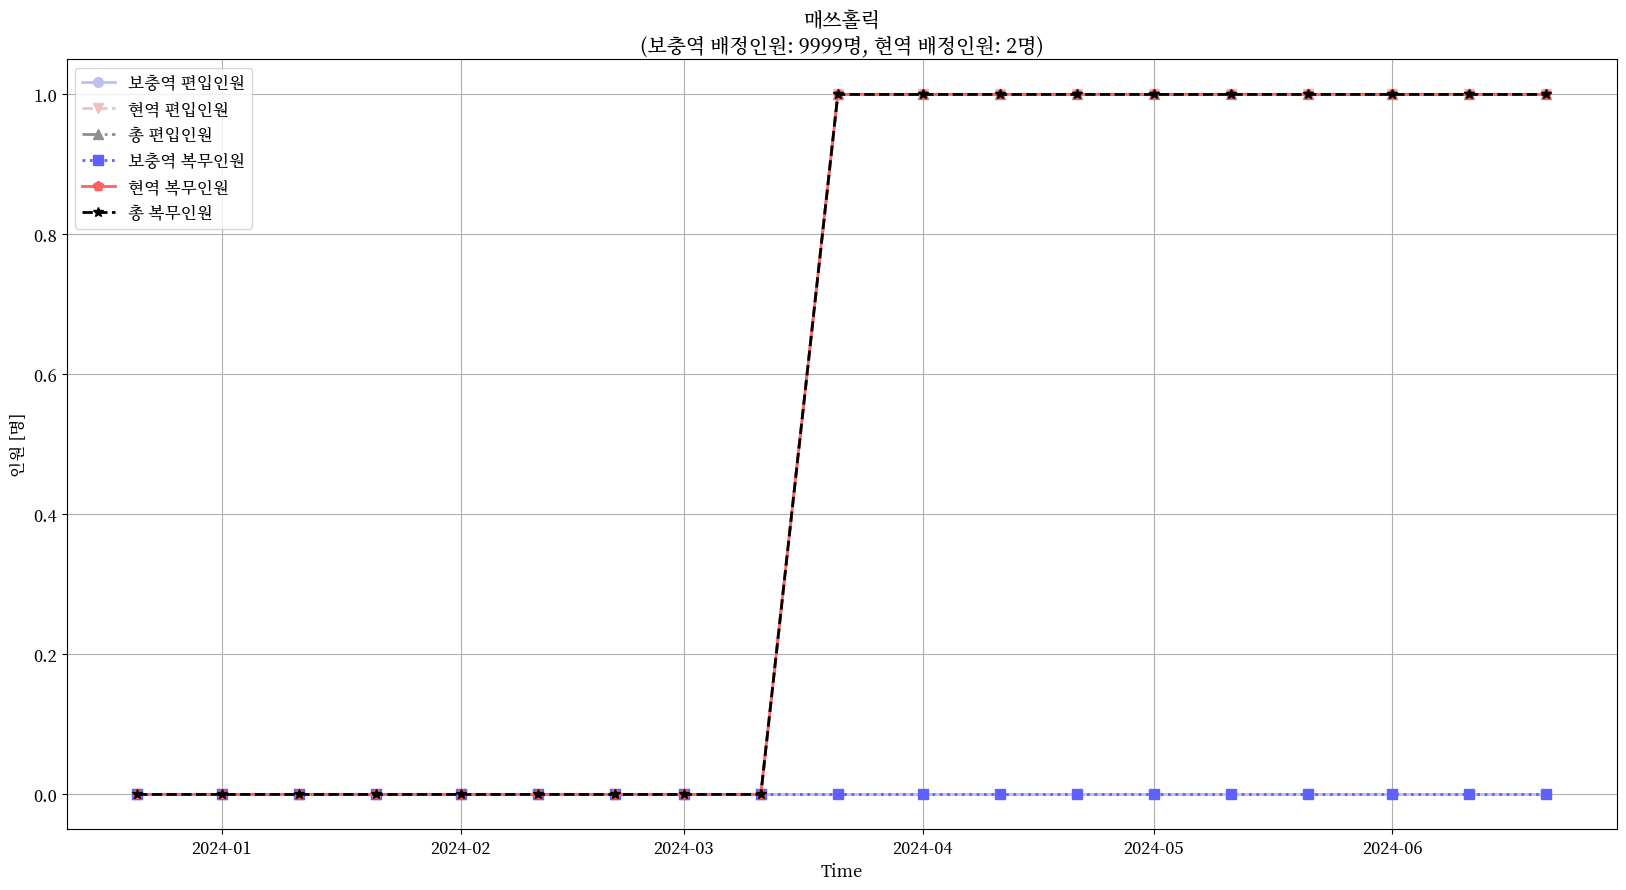 매쓰홀릭
(보충역 배정인원: 9999명, 현역 배정인원: 2명)
보충역 편입인원
현역 편입인원
총 편입인원
보충역 복무인원
현역 복무인원
총 복무인원
1.0
0.8
0.6
0.4
0.2
0.0
인원 [명]
2024-01
2024-02
2024-03
2024-04
2024-05
2024-06
Time